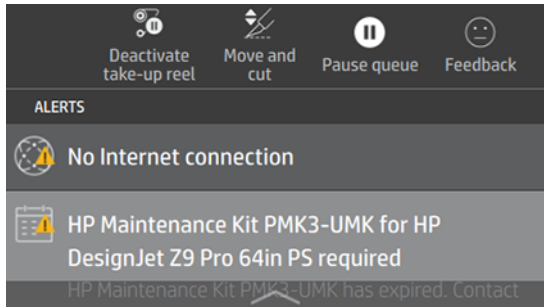 Deactivate
take-up reel
Move and
cut
Pause queue
Feedback
ALERTS
No Internet connection
HP Maintenance Kit PMK3-UMK for HP
DesignJet Z9 Pro 64in PS required
HP Maintenance Kit PMK3-UMK has expired. Contact